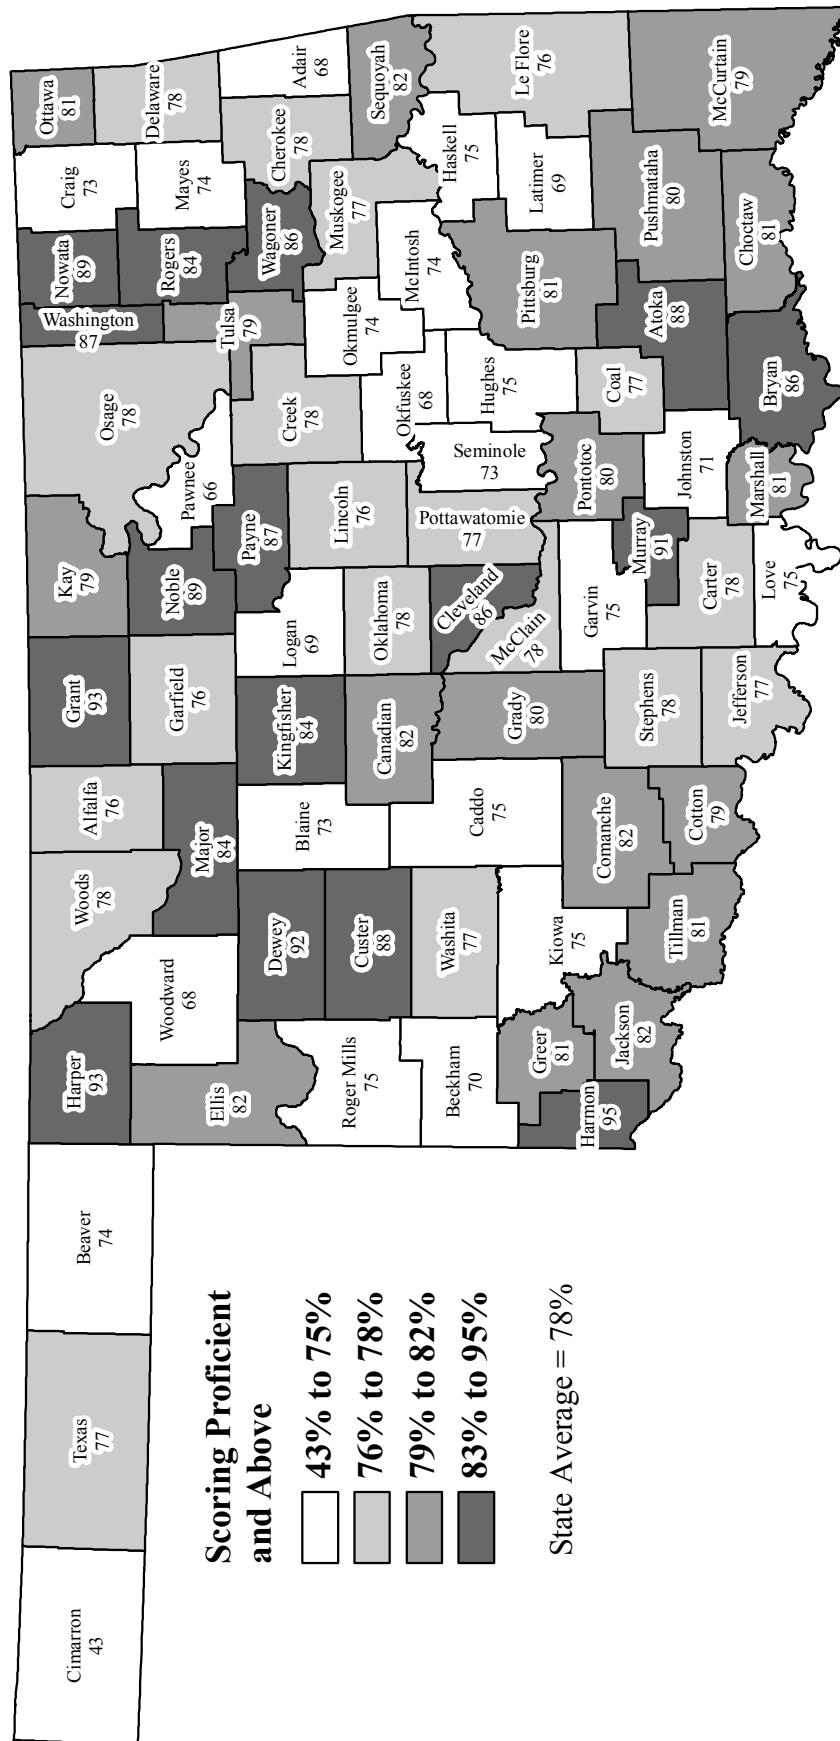 Cimarron
43
Texas
77
Beaver
74
Harper
93
Ellis
82
Woodward
68
Woods
78
Alfalfa
76
Major
84
Grant
93
Garfield
76
Kay
79
Noble
89
Osage
78
Pawnee
66
Washington
87
Nowata
89
Rogers
84
Craig
73
Mayes
74
Ottawa
81
Delaware
78
Adair
68
Cherokee
78
Wagoner
86
Tulsa
79
Creek
78
Payne
87
Logan
69
Kingfisher
84
Blaine
73
Dewey
92
Custer
88
Roger Mills
75
Beckham
70
Washita
77
Caddo
75
Canadian
82
Oklahoma
78
Lincoln
76
Okfuskee
68
Okmulgee
74
Muskogee
77
Sequoyah
82
McIntosh
74
Haskell
75
Le Flore
76
Latimer
69
Pittsburg
81
Hughes
75
Seminole
73
Pottawatomie
77
Cleveland
86
McClain
78
Grady
80
Garvin
75
Pontotoc
80
Coal
77
Atoka
88
Pushmataha
80
McCurtain
79
Choctaw
81
Bryan
86
Johnston
71
Marshall
81
Murray
91
Carter
78
Love
75
Stephens
78
Jefferson
77
Comanche
82
Cotton
79
Tillman
81
Kiowa
75
Greer
81
Jackson
82
Harmon
95
Scoring Proficient
and Above
43% to 75%
76% to 78%
79% to 82%
83% to 95%
State Average = 78%